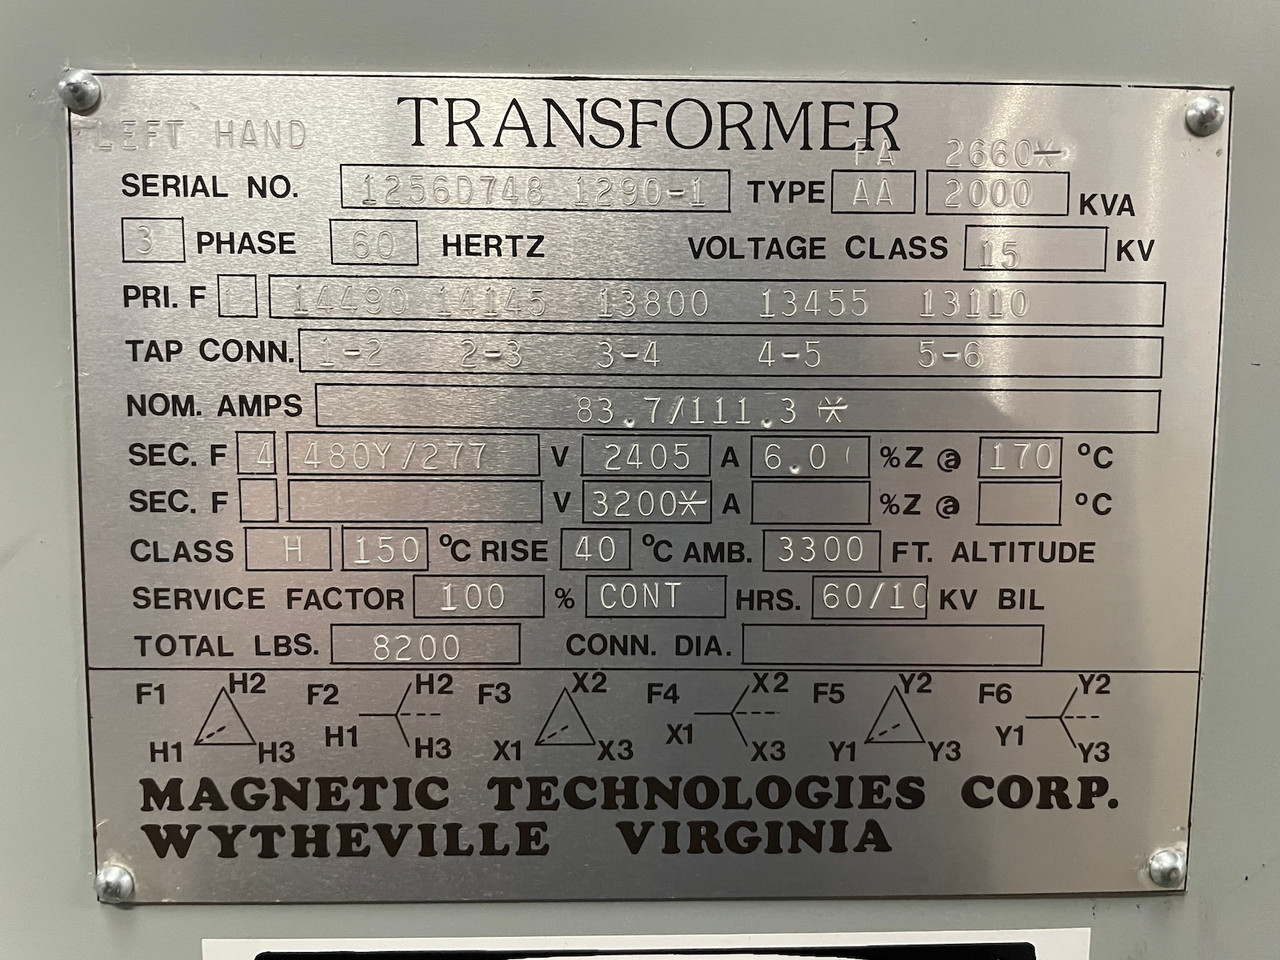 LEFT HAND TRANSFORMER
FA 2660*
SERIAL NO. 1256D748 1290-1 TYPE AA 2000 KVA
3 PHASE 60 HERTZ VOLTAGE CLASS 15 KV
PRI. F 1 14490 14145 13800 13455 13110
TAP CONN. 1-2 2-3 3-4 4-5 5-6
NOM. AMPS 83.7/111.3 *
SEC. F 4 480Y/277 V 2405 A 6.0 %Z @ 170 °C
SEC. F V 3200* A %Z @ °C
CLASS H 150 °C RISE 40 °C AMB. 3300 FT. ALTITUDE
SERVICE FACTOR 100 % CONT HRS. 60/10 KV BIL
TOTAL LBS. 8200 CONN. DIA.
F1 H2 F2 H2 F3 X2 F4 X2 F5 Y2 F6 Y2
H1 H3 H1 H3 X1 X3 X1 X3 Y1 Y3 Y1 Y3
MAGNETIC TECHNOLOGIES CORP.
WYTHEVILLE VIRGINIA